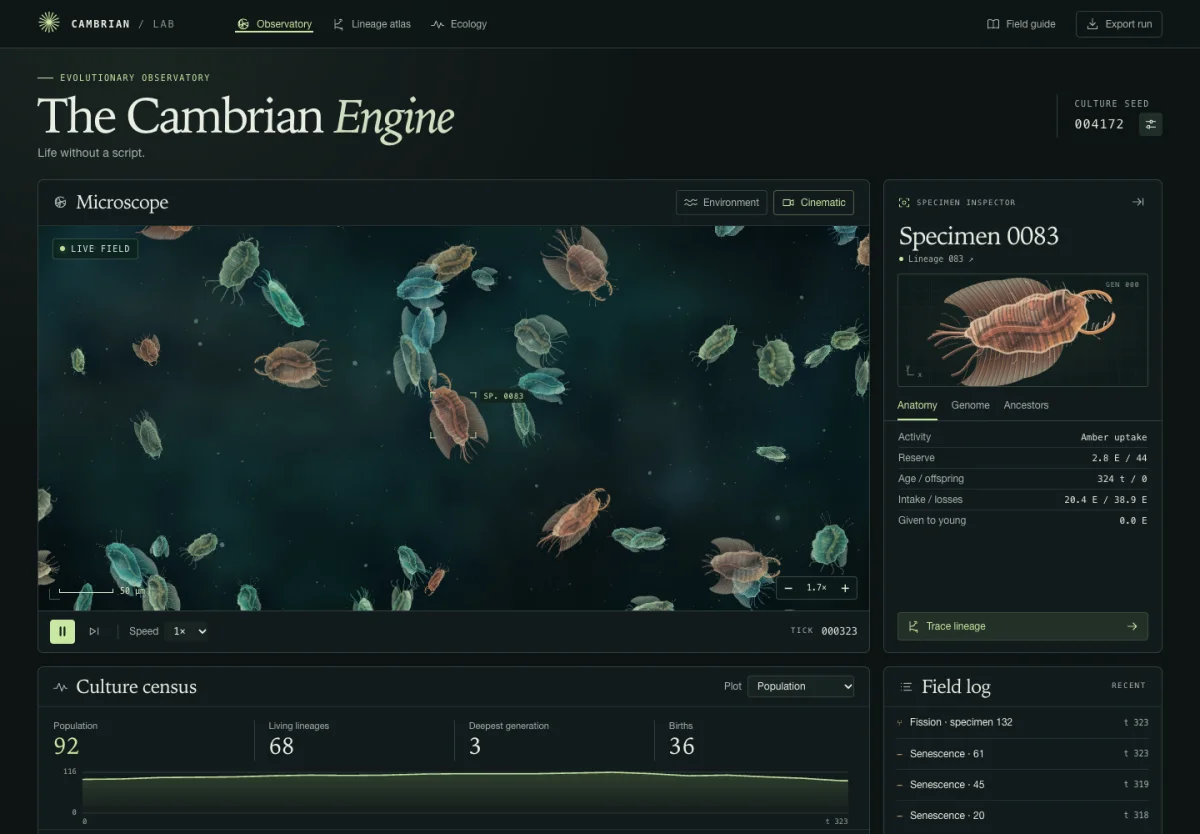 CAMBRIAN / LAB
Observatory
Lineage atlas
Ecology
Field guide
Export run
EVOLUTIONARY OBSERVATORY
The Cambrian Engine
Life without a script.
CULTURE SEED
004172
Microscope
Environment
Cinematic
LIVE FIELD
SP. 0083
50 µm
− 1.7× +
Speed 1×
TICK 000323
SPECIMEN INSPECTOR
Specimen 0083
Lineage 083 ↗
GEN 000
Y
X
Anatomy Genome Ancestors
Activity Amber uptake
Reserve 2.8 E / 44
Age / offspring 324 t / 0
Intake / losses 20.4 E / 38.9 E
Given to young 0.0 E
Trace lineage →
Culture census
Plot Population
Population
92
Living lineages
68
Deepest generation
3
Births
36
116
0
0
t 323
Field log
RECENT
Fission · specimen 132 t 323
Senescence · 61 t 323
Senescence · 45 t 319
Senescence · 20 t 318